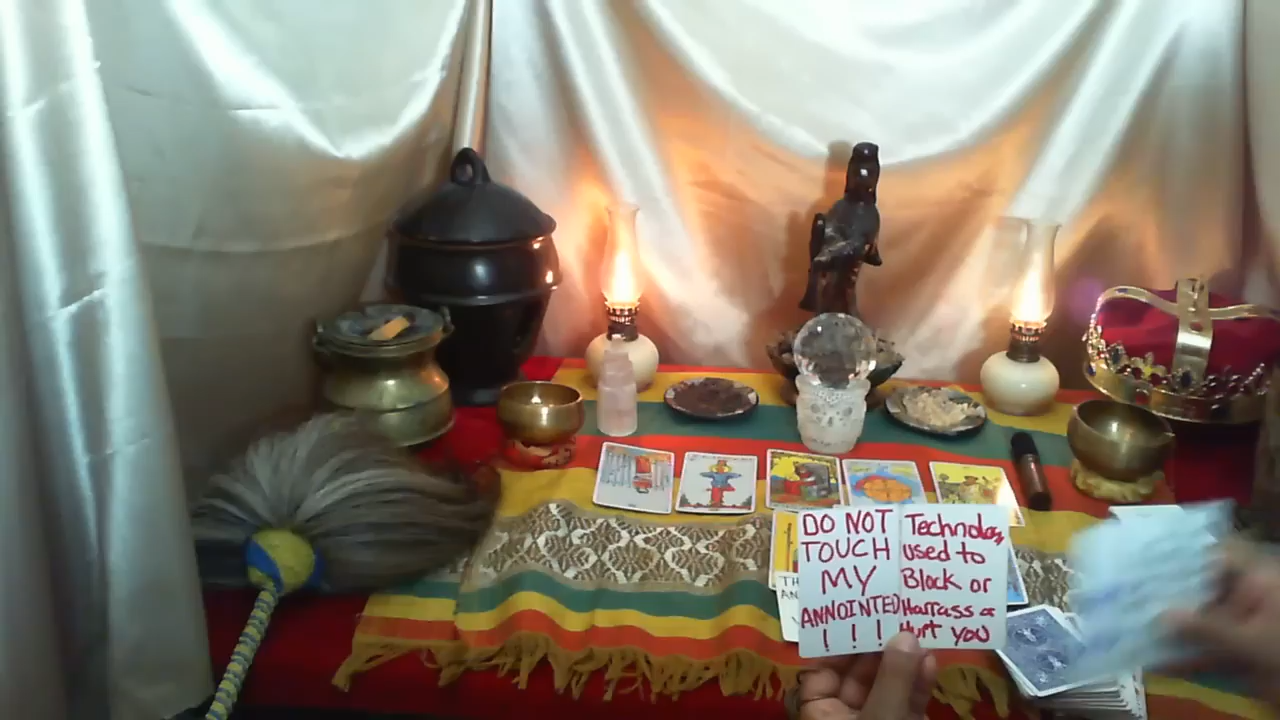 DO NOT
TOUCH
MY
ANNOINTED
! ! !
Technology
used to
Block or
Harrass or
Hurt you